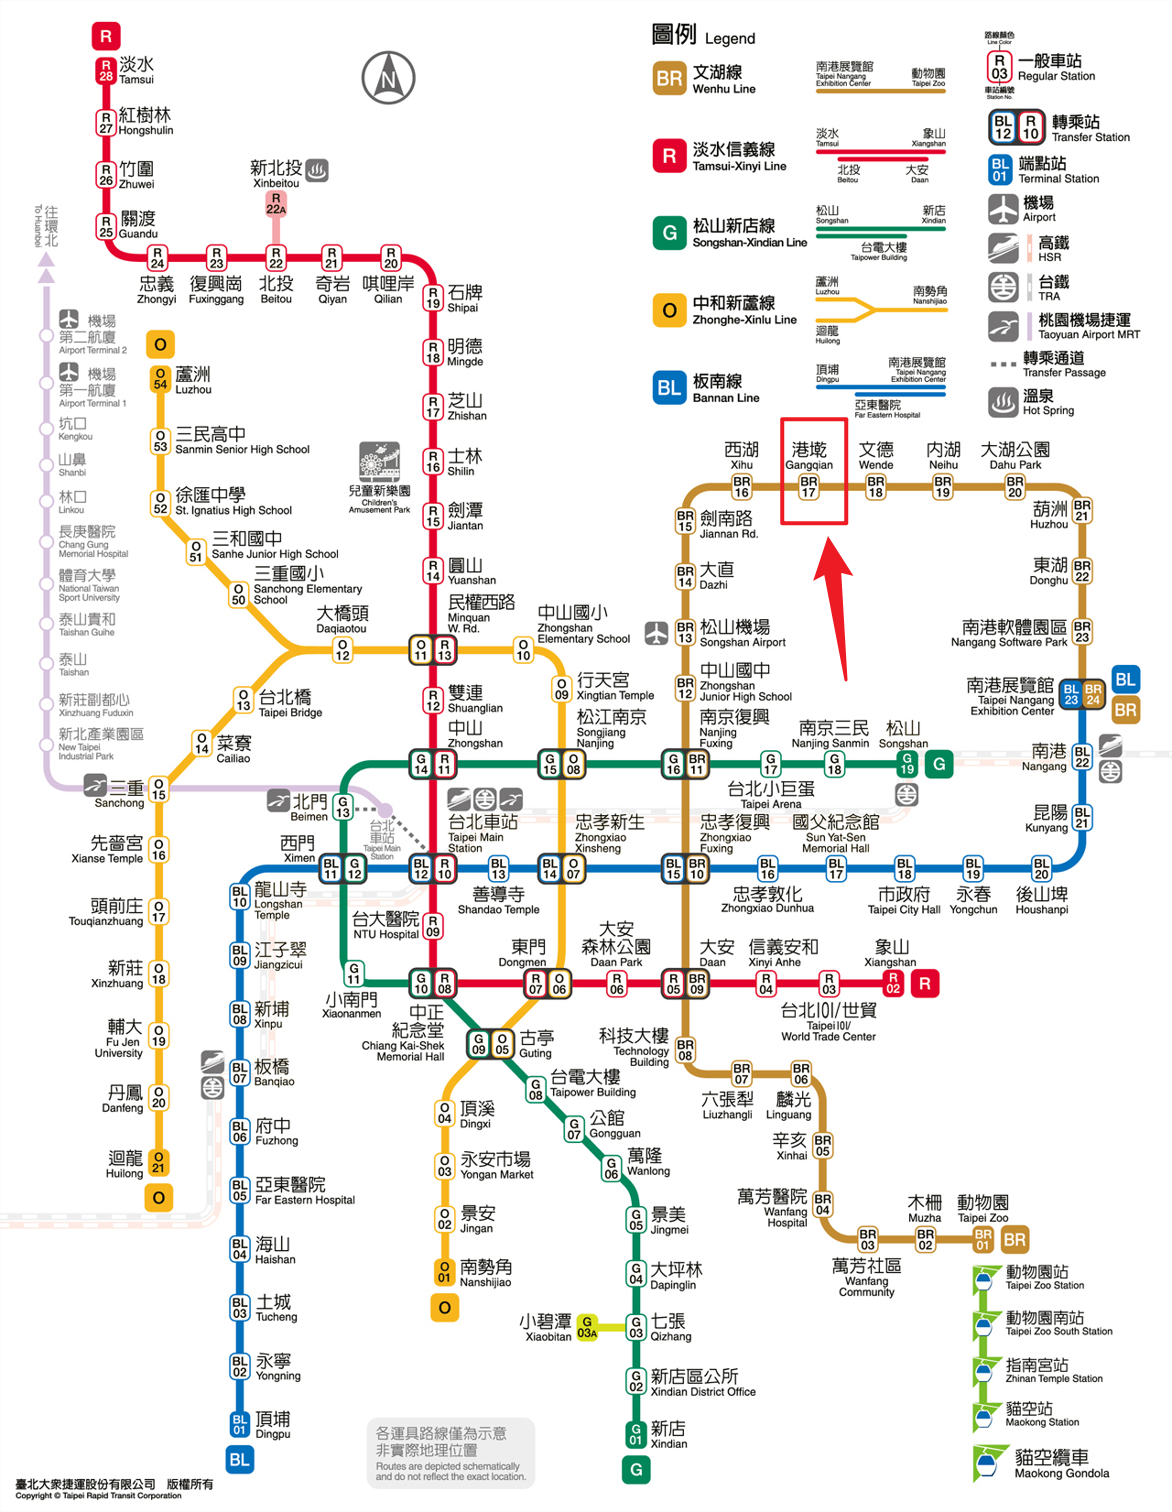 圖例 Legend
BR 文湖線
Wenhu Line
南港展覽館
Taipei Nangang
Exhibition Center
動物園
Taipei Zoo
R 淡水信義線
Tamsui-Xinyi Line
淡水
Tamsui
象山
Xiangshan
北投
Beitou
大安
Daan
G 松山新店線
Songshan-Xindian Line
松山
Songshan
新店
Xindian
台電大樓
Taipower Building
O 中和新蘆線
Zhonghe-Xinlu Line
蘆洲
Luzhou
南勢角
Nanshijiao
迴龍
Huilong
BL 板南線
Bannan Line
頂埔
Dingpu
南港展覽館
Taipei Nangang
Exhibition Center
亞東醫院
Far Eastern Hospital
路線顏色
Line Color
R
03
車站編號
Station No.
一般車站
Regular Station
BL
12
R
10
轉乘站
Transfer Station
BL
01
端點站
Terminal Station
機場
Airport
高鐵
HSR
台鐵
TRA
桃園機場捷運
Taoyuan Airport MRT
轉乘通道
Transfer Passage
溫泉
Hot Spring
N
R
R
28
淡水
Tamsui
R
27
紅樹林
Hongshulin
R
26
竹圍
Zhuwei
R
25
關渡
Guandu
R
24
忠義
Zhongyi
R
23
復興崗
Fuxinggang
新北投
Xinbeitou
R
22A
R
22
北投
Beitou
R
21
奇岩
Qiyan
R
20
唭哩岸
Qilian
R
19
石牌
Shipai
R
18
明德
Mingde
R
17
芝山
Zhishan
R
16
士林
Shilin
兒童新樂園
Children's
Amusement Park
R
15
劍潭
Jiantan
R
14
圓山
Yuanshan
O
11
R
13
民權西路
Minquan
W. Rd.
R
12
雙連
Shuanglian
G
14
R
11
中山
Zhongshan
BL
12
R
10
台北車站
Taipei Main
Station
R
09
台大醫院
NTU Hospital
G
10
R
08
中正
紀念堂
Chiang Kai-Shek
Memorial Hall
R
07
O
06
東門
Dongmen
R
06
大安
森林公園
Daan Park
R
05
BR
09
大安
Daan
R
04
信義安和
Xinyi Anhe
R
03
台北101/世貿
Taipei 101/
World Trade Center
R
02
象山
Xiangshan
R
往環北
To Huanbei
機場
第二航廈
Airport Terminal 2
機場
第一航廈
Airport Terminal 1
坑口
Kengkou
山鼻
Shanbi
林口
Linkou
長庚醫院
Chang Gung
Memorial Hospital
體育大學
National Taiwan
Sport University
泰山貴和
Taishan Guihe
泰山
Taishan
新莊副都心
Xinzhuang Fuduxin
新北產業園區
New Taipei
Industrial Park
三重
Sanchong
台北
車站
Taipei Main
Station
O
O
54
蘆洲
Luzhou
O
53
三民高中
Sanmin Senior High School
O
52
徐匯中學
St. Ignatius High School
O
51
三和國中
Sanhe Junior High School
O
50
三重國小
Sanchong Elementary
School
大橋頭
Daqiaotou
O
12
O
13
台北橋
Taipei Bridge
O
14
菜寮
Cailiao
O
15
O
16
先嗇宮
Xianse Temple
O
17
頭前庄
Touqianzhuang
O
18
新莊
Xinzhuang
O
19
輔大
Fu Jen
University
O
20
丹鳳
Danfeng
O
21
迴龍
Huilong
O
O
10
中山國小
Zhongshan
Elementary School
O
09
行天宮
Xingtian Temple
G
15
O
08
松江南京
Songjiang
Nanjing
BL
14
O
07
忠孝新生
Zhongxiao
Xinsheng
G
09
O
05
古亭
Guting
O
04
頂溪
Dingxi
O
03
永安市場
Yongan Market
O
02
景安
Jingan
O
01
南勢角
Nanshijiao
O
西湖
Xihu
BR
16
港墘
Gangqian
BR
17
文德
Wende
BR
18
內湖
Neihu
BR
19
大湖公園
Dahu Park
BR
20
葫洲
Huzhou
BR
21
東湖
Donghu
BR
22
南港軟體園區
Nangang Software Park
BR
23
南港展覽館
Taipei Nangang
Exhibition Center
BL
23
BR
24
BL
BR
BR
15
劍南路
Jiannan Rd.
BR
14
大直
Dazhi
BR
13
松山機場
Songshan Airport
BR
12
中山國中
Zhongshan
Junior High School
G
16
BR
11
南京復興
Nanjing
Fuxing
BL
15
BR
10
忠孝復興
Zhongxiao
Fuxing
BR
08
科技大樓
Technology
Building
BR
07
六張犁
Liuzhangli
BR
06
麟光
Linguang
BR
05
辛亥
Xinhai
BR
04
萬芳醫院
Wanfang
Hospital
BR
03
萬芳社區
Wanfang
Community
BR
02
木柵
Muzha
BR
01
動物園
Taipei Zoo
BR
南京三民
Nanjing Sanmin
G
18
松山
Songshan
G
19
G
G
17
台北小巨蛋
Taipei Arena
北門
Beimen
G
13
西門
Ximen
BL
11
G
12
G
11
小南門
Xiaonanmen
G
08
台電大樓
Taipower Building
G
07
公館
Gongguan
G
06
萬隆
Wanlong
G
05
景美
Jingmei
G
04
大坪林
Dapinglin
小碧潭
Xiaobitan
G
03A
G
03
七張
Qizhang
G
02
新店區公所
Xindian District Office
G
01
新店
Xindian
G
南港
Nangang
BL
22
昆陽
Kunyang
BL
21
BL
20
後山埤
Houshanpi
BL
19
永春
Yongchun
BL
18
市政府
Taipei City Hall
BL
17
國父紀念館
Sun Yat-Sen
Memorial Hall
BL
16
忠孝敦化
Zhongxiao Dunhua
BL
13
善導寺
Shandao Temple
BL
10
龍山寺
Longshan
Temple
BL
09
江子翠
Jiangzicui
BL
08
新埔
Xinpu
BL
07
板橋
Banqiao
BL
06
府中
Fuzhong
BL
05
亞東醫院
Far Eastern Hospital
BL
04
海山
Haishan
BL
03
土城
Tucheng
BL
02
永寧
Yongning
BL
01
頂埔
Dingpu
BL
動物園站
Taipei Zoo Station
動物園南站
Taipei Zoo South Station
指南宮站
Zhinan Temple Station
貓空站
Maokong Station
貓空纜車
Maokong Gondola
各運具路線僅為示意
非實際地理位置
Routes are depicted schematically
and do not reflect the exact location.
臺北大眾捷運股份有限公司 版權所有
Copyright © Taipei Rapid Transit Corporation